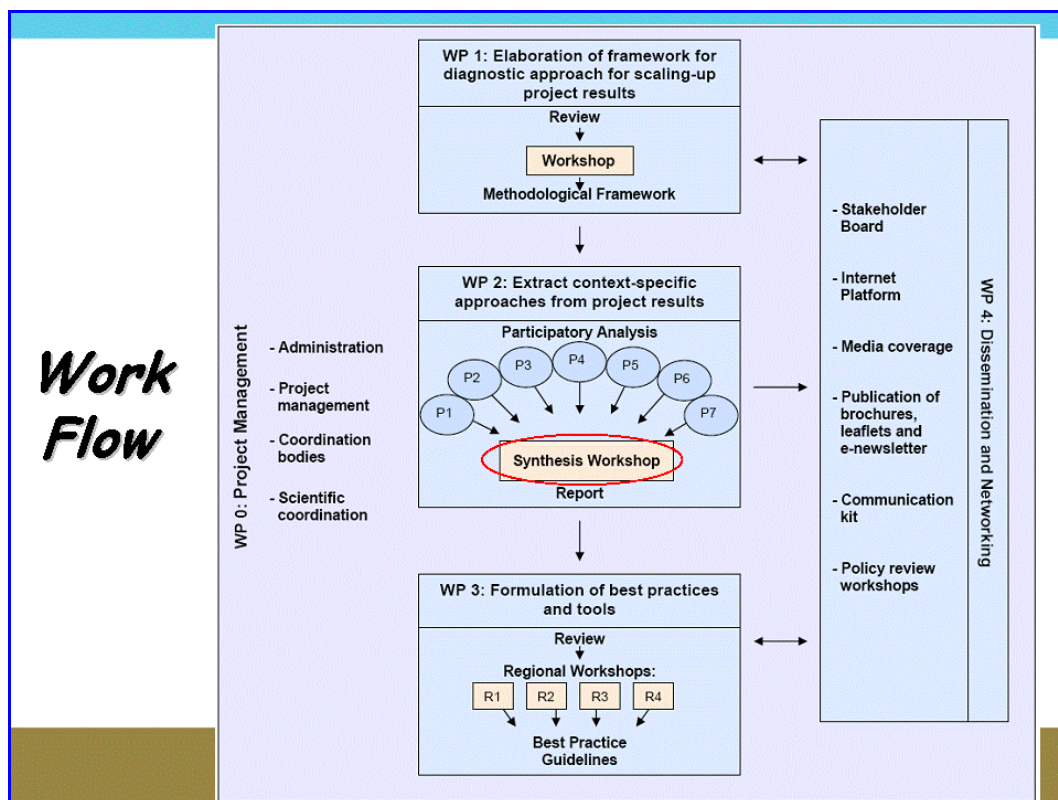 Work
Flow
WP 0: Project Management
- Administration
- Project
management
- Coordination
bodies
- Scientific
coordination
WP 1: Elaboration of framework for
diagnostic approach for scaling-up
project results
Review
Workshop
Methodological Framework
WP 2: Extract context-specific
approaches from project results
Participatory Analysis
P1
P2
P3
P4
P5
P6
P7
Synthesis Workshop
Report
WP 3: Formulation of best practices
and tools
Review
Regional Workshops:
R1
R2
R3
R4
Best Practice
Guidelines
- Stakeholder
Board
- Internet
Platform
- Media coverage
- Publication of
brochures,
leaflets and
e-newsletter
- Communication
kit
- Policy review
workshops
WP 4: Dissemination and Networking